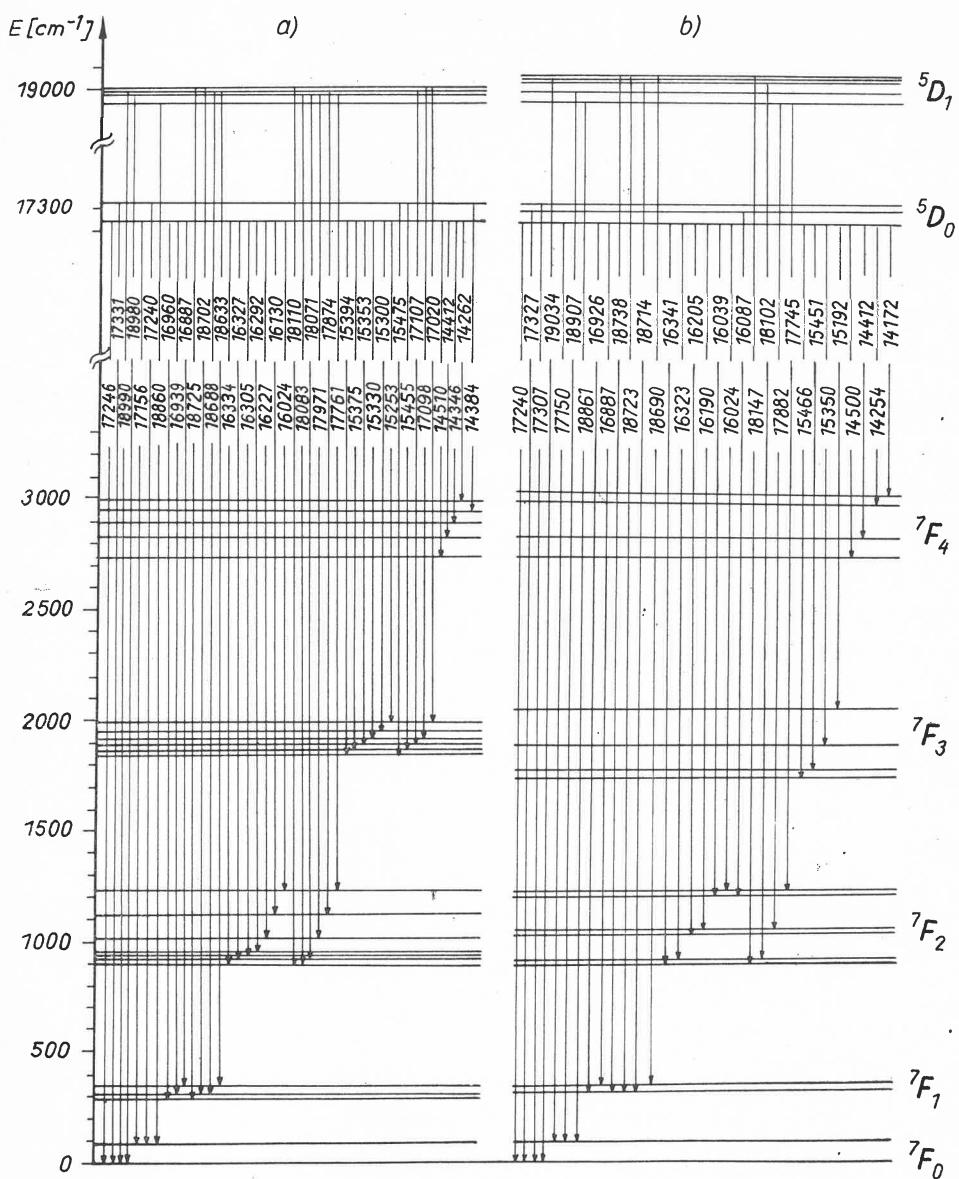 E [cm⁻¹] a) b)
19000
⁵D₁
17300
⁵D₀
17331 18980 17240 16960 16887 18702 18633 16327 16292 16130 18110 18071 17874 15394 15353 15300 15475 17107 17020 14412 14262
17327 19034 18907 16926 18738 18714 16341 16205 16039 16087 18102 17745 15451 15192 14412 14172
17246 18990 17156 18860 16939 18725 18688 16334 16305 16227 16024 18083 17971 17761 15375 15330 15253 15455 17098 14510 14346 14384
17240 17307 17150 18861 16887 18723 18690 16323 16190 16024 18147 17882 15466 15350 14500 14254
3000
⁷F₄
2500
2000
⁷F₃
1500
1000
⁷F₂
500
⁷F₁
0
⁷F₀